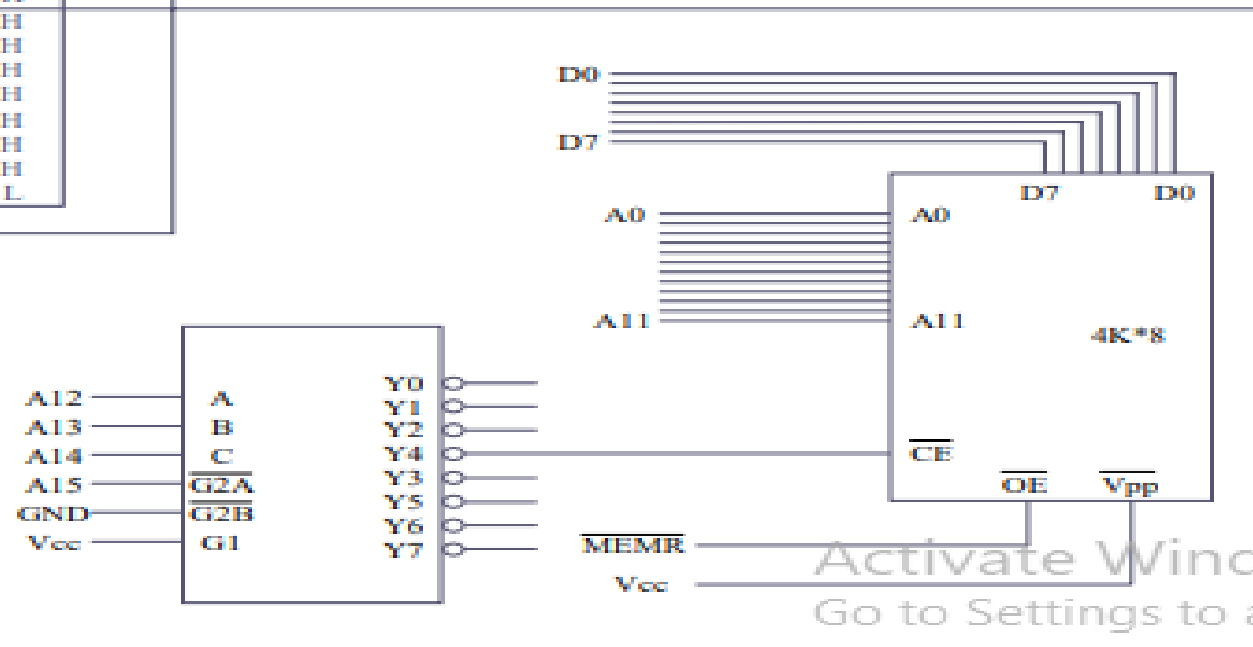 H
H
H
H
H
H
H
L
D0
D7
D7 D0
A0 A0
A11 A11
4K*8
A12 A Y0
Y1
A13 B Y2
A14 C Y4 CE
A15 G2A Y3 OE Vpp
GND G2B Y5
Y6
Vcc G1 Y7 MEMR
Vcc
Activate Wind
Go to Settings to a